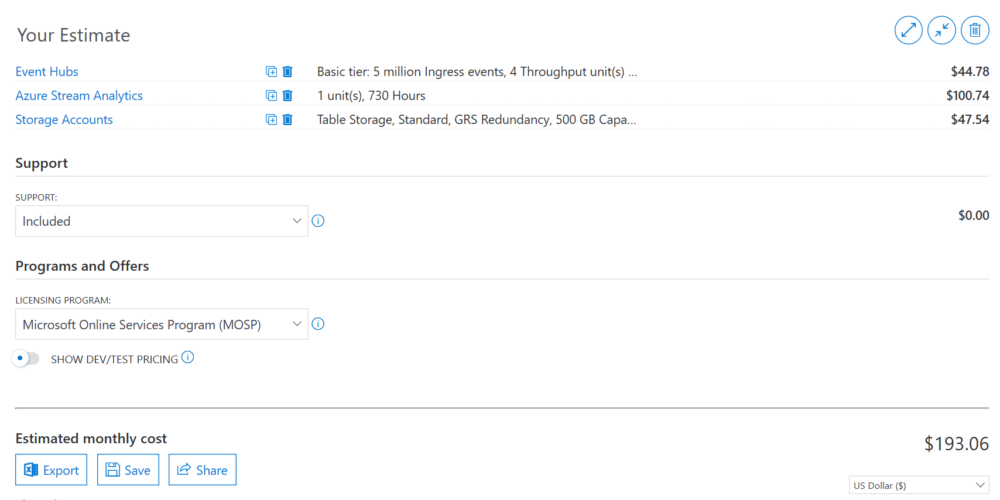 Your Estimate
Event Hubs Basic tier: 5 million Ingress events, 4 Throughput unit(s) ... $44.78
Azure Stream Analytics 1 unit(s), 730 Hours $100.74
Storage Accounts Table Storage, Standard, GRS Redundancy, 500 GB Capa... $47.54
Support
SUPPORT:
Included $0.00
Programs and Offers
LICENSING PROGRAM:
Microsoft Online Services Program (MOSP)
SHOW DEV/TEST PRICING
Estimated monthly cost $193.06
Export Save Share
US Dollar ($)